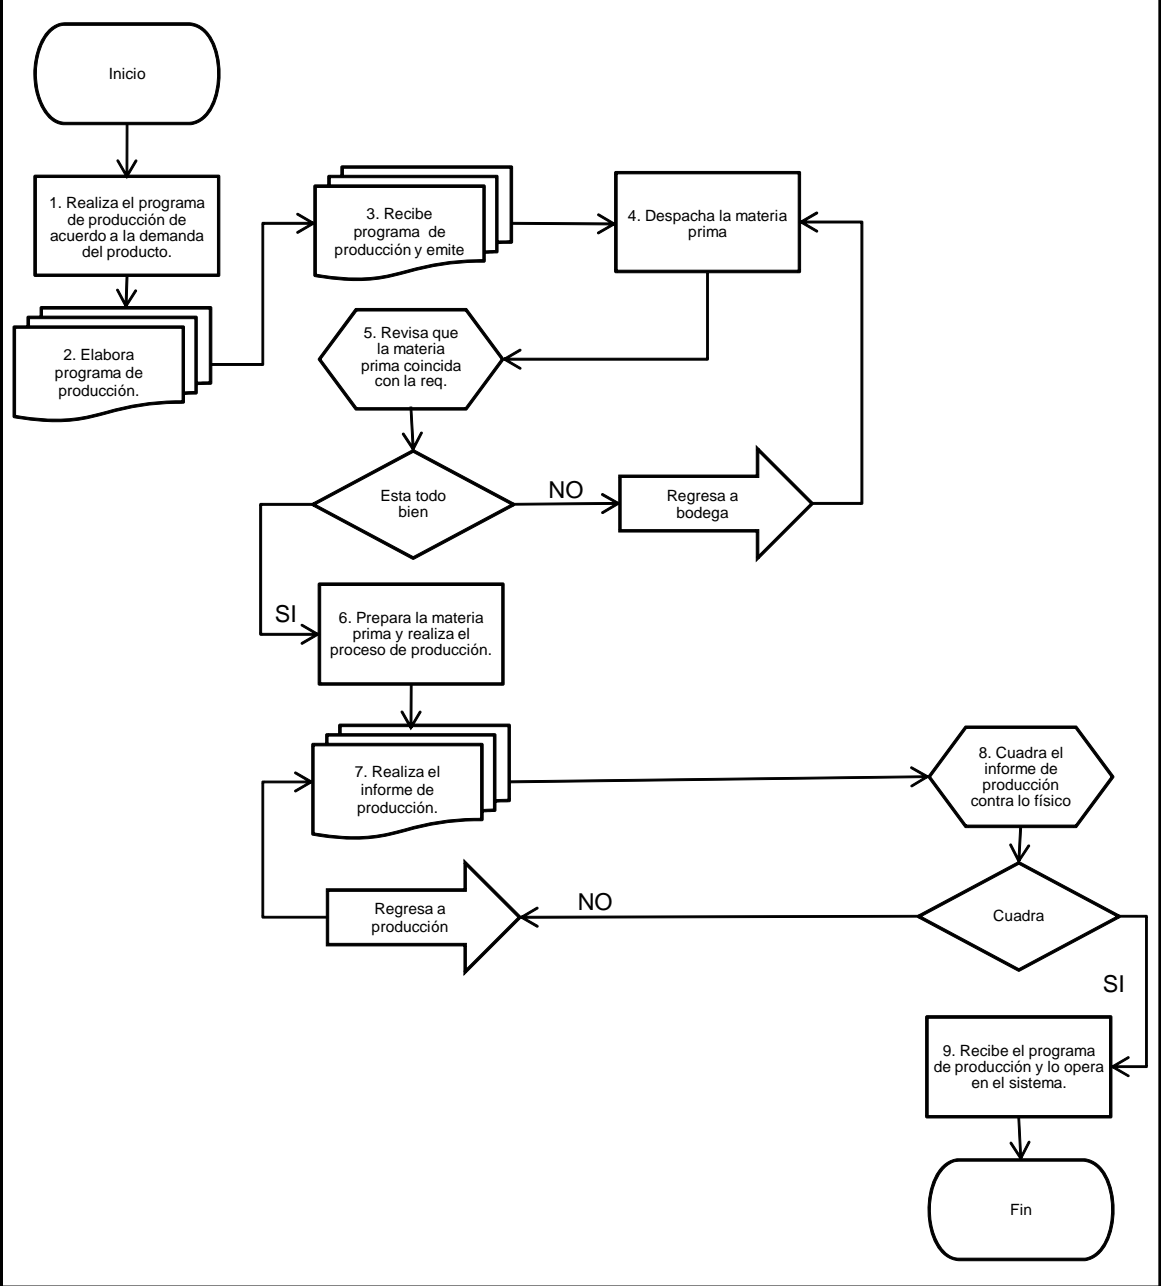 Inicio
1. Realiza el programa
de producción de
acuerdo a la demanda
del producto.
2. Elabora
programa de
producción.
3. Recibe
programa de
producción y emite
4. Despacha la materia
prima
5. Revisa que
la materia
prima coincida
con la req.
Esta todo
bien
NO
Regresa a
bodega
SI
6. Prepara la materia
prima y realiza el
proceso de producción.
7. Realiza el
informe de
producción.
8. Cuadra el
informe de
producción
contra lo físico
Cuadra
NO
Regresa a
producción
SI
9. Recibe el programa
de producción y lo opera
en el sistema.
Fin